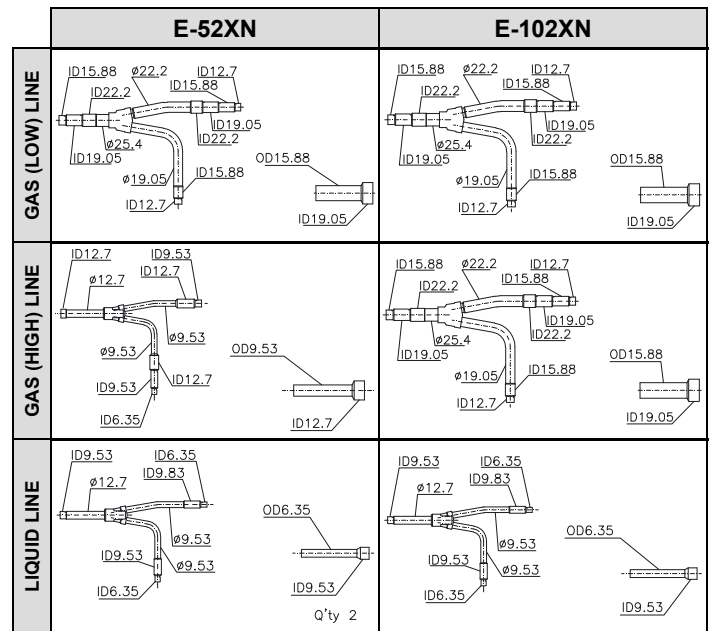 E-52XN
E-102XN
GAS (LOW) LINE
ID15.88
ø22.2
ID12.7
ID22.2
ID15.88
ID19.05
ø25.4
ID19.05
ID22.2
ø19.05
ID15.88
ID12.7
OD15.88
ID19.05
ID15.88
ø22.2
ID12.7
ID22.2
ID15.88
ID19.05
ø25.4
ID19.05
ID22.2
ø19.05
ID15.88
ID12.7
OD15.88
ID19.05
GAS (HIGH) LINE
ID12.7
ID9.53
ø12.7
ID12.7
ø9.53
ø9.53
ID9.53
ID12.7
ID6.35
OD9.53
ID12.7
ID15.88
ø22.2
ID12.7
ID22.2
ID15.88
ID19.05
ø25.4
ID19.05
ID22.2
ø19.05
ID15.88
ID12.7
OD15.88
ID19.05
LIQUID LINE
ID9.53
ID6.35
ID9.83
ø12.7
ø9.53
ø9.53
ID9.53
ID6.35
OD6.35
ID9.53
Q'ty 2
ID9.53
ID6.35
ID9.83
ø12.7
ø9.53
ø9.53
ID9.53
ID6.35
OD6.35
ID9.53